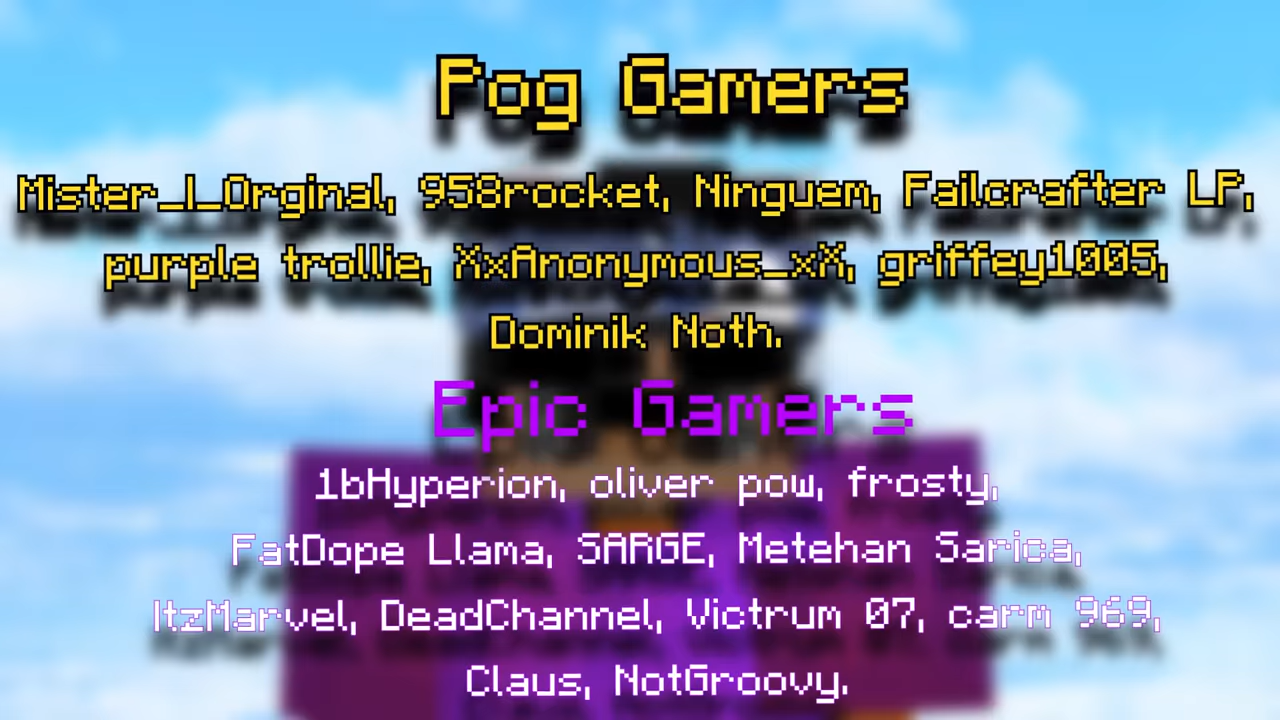 Pog Gamers
Mister_I_Orginal, 958rocket, Ninguem, Failcrafter LP,
purple trollie, XxAnonymous_xX, griffey1005,
Dominik Noth.
Epic Gamers
1bHyperion, oliver pow, frosty,
FatDope Llama, SARGE, Metehan Sarica,
ItzMarvel, DeadChannel, Victrum 07, carm 969,
Claus, NotGroovy.